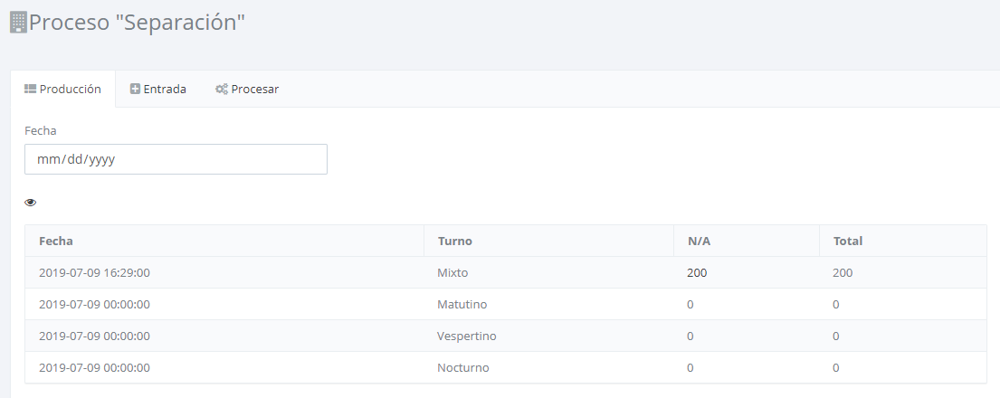 Proceso "Separación"
Producción Entrada Procesar
Fecha
mm/dd/yyyy
Fecha Turno N/A Total
2019-07-09 16:29:00 Mixto 200 200
2019-07-09 00:00:00 Matutino 0 0
2019-07-09 00:00:00 Vespertino 0 0
2019-07-09 00:00:00 Nocturno 0 0